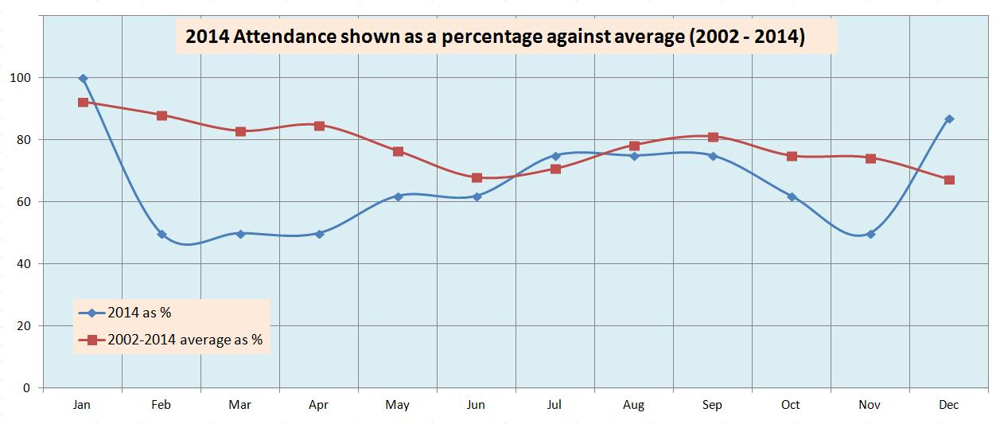 2014 Attendance shown as a percentage against average (2002 - 2014)
100
80
60
40
20
0
2014 as %
2002-2014 average as %
Jan Feb Mar Apr May Jun Jul Aug Sep Oct Nov Dec